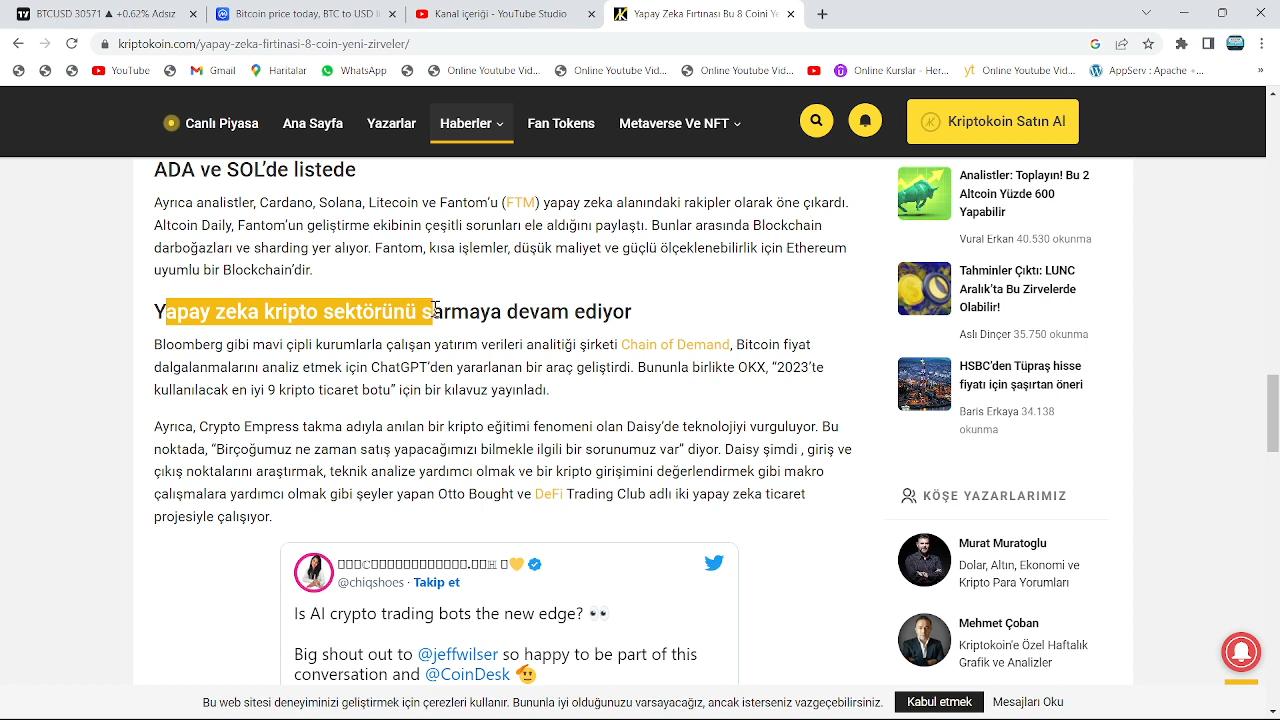 BTCUSD 3057 ▲ +0.62% Adsız
Bitcoin price today, BTC to USD li
Kanal içeriği - YouTube Studio
Yapay Zeka Fırtınası Bu 8 Coin Ye
kriptokoin.com/yapay-zeka-firtinasi-8-coin-yeni-zirveler/
YouTube
Gmail
Haritalar
WhatsApp
Online Youtube Vid...
Online Youtube Vid...
Online Youtube Vid...
Online Kurslar - Her...
yt Online Youtube Vid...
AppServ : Apache +...
»
Canlı Piyasa
Ana Sayfa
Yazarlar
Haberler
Fan Tokens
Metaverse Ve NFT
Kriptokoin Satın Al
ADA ve SOL’de listede
Ayrıca analistler, Cardano, Solana, Litecoin ve Fantom’u (FTM) yapay zeka alanındaki rakipler olarak öne çıkardı.
Altcoin Daily, Fantom’un geliştirme ekibinin çeşitli sorunları ele aldığını paylaştı. Bunlar arasında Blockchain
darboğazları ve sharding yer alıyor. Fantom, kısa işlemler, düşük maliyet ve güçlü ölçeklenebilirlik için Ethereum
uyumlu bir Blockchain’dir.
Yapay zeka kripto sektörünü sarmaya devam ediyor
Bloomberg gibi mavi çipli kurumlarla çalışan yatırım verileri analitiği şirketi Chain of Demand, Bitcoin fiyat
dalgalanmalarını analiz etmek için ChatGPT’den yararlanan bir araç geliştirdi. Bununla birlikte OKX, “2023’te
kullanılacak en iyi 9 kripto ticaret botu” için bir kılavuz yayınladı.
Ayrıca, Crypto Empress takma adıyla anılan bir kripto eğitimi fenomeni olan Daisy’de teknolojiyi vurguluyor. Bu
noktada, “Birçoğumuz ne zaman satış yapacağımızı bilmekle ilgili bir sorunumuz var” diyor. Daisy şimdi , giriş ve
çıkış noktalarını araştırmak, teknik analize yardımcı olmak ve bir kripto girişimini değerlendirmek gibi makro
çalışmalara yardımcı olmak gibi şeyler yapan Otto Bought ve DeFi Trading Club adlı iki yapay zeka ticaret
projesiyle çalışıyor.
@chiqshoes · Takip et
Is AI crypto trading bots the new edge? 👀
Big shout out to @jeffwilser so happy to be part of this
conversation and @CoinDesk
Analistler: Toplayın! Bu 2
Altcoin Yüzde 600
Yapabilir
Vural Erkan 40.530 okunma
Tahminler Çıktı: LUNC
Aralık’ta Bu Zirvelerde
Olabilir!
Aslı Dinçer 35.750 okunma
HSBC’den Tüpraş hisse
fiyatı için şaşırtan öneri
Baris Erkaya 34.138
okunma
KÖŞE YAZARLARIMIZ
Murat Muratoglu
Dolar, Altın, Ekonomi ve
Kripto Para Yorumları
Mehmet Çoban
Kriptokoin'e Özel Haftalık
Grafik ve Analizler
Bu site deneyiminizi geliştirmek için çerezleri kullanır. Bununla iyi olduğunuzu varsayacağız, ancak isterseniz vazgeçebilirsiniz.
Kabul etmek
Mesajları Oku